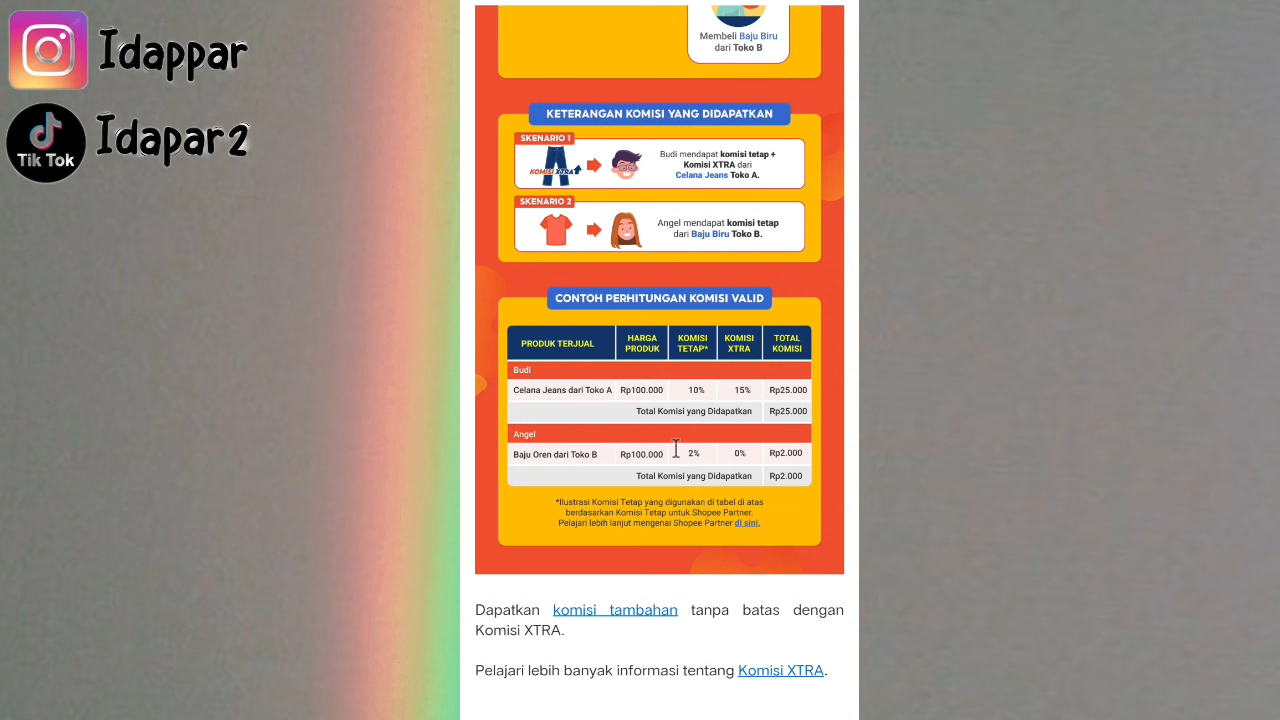 Idappar
Tik Tok
Idapar2
Membeli Baju Biru
dari Toko B
KETERANGAN KOMISI YANG DIDAPATKAN
SKENARIO 1
KOMISI XTRA
Budi mendapat komisi tetap +
Komisi XTRA dari
Celana Jeans Toko A.
SKENARIO 2
Angel mendapat komisi tetap
dari Baju Biru Toko B.
CONTOH PERHITUNGAN KOMISI VALID
PRODUK TERJUAL HARGA PRODUK KOMISI TETAP* KOMISI XTRA TOTAL KOMISI
Budi
Celana Jeans dari Toko A Rp100.000 10% 15% Rp25.000
Total Komisi yang Didapatkan Rp25.000
Angel
Baju Oren dari Toko B Rp100.000 2% 0% Rp2.000
Total Komisi yang Didapatkan Rp2.000
*Ilustrasi Komisi Tetap yang digunakan di tabel di atas
berdasarkan Komisi Tetap untuk Shopee Partner.
Pelajari lebih lanjut mengenai Shopee Partner di sini.
Dapatkan komisi tambahan tanpa batas dengan
Komisi XTRA.
Pelajari lebih banyak informasi tentang Komisi XTRA.